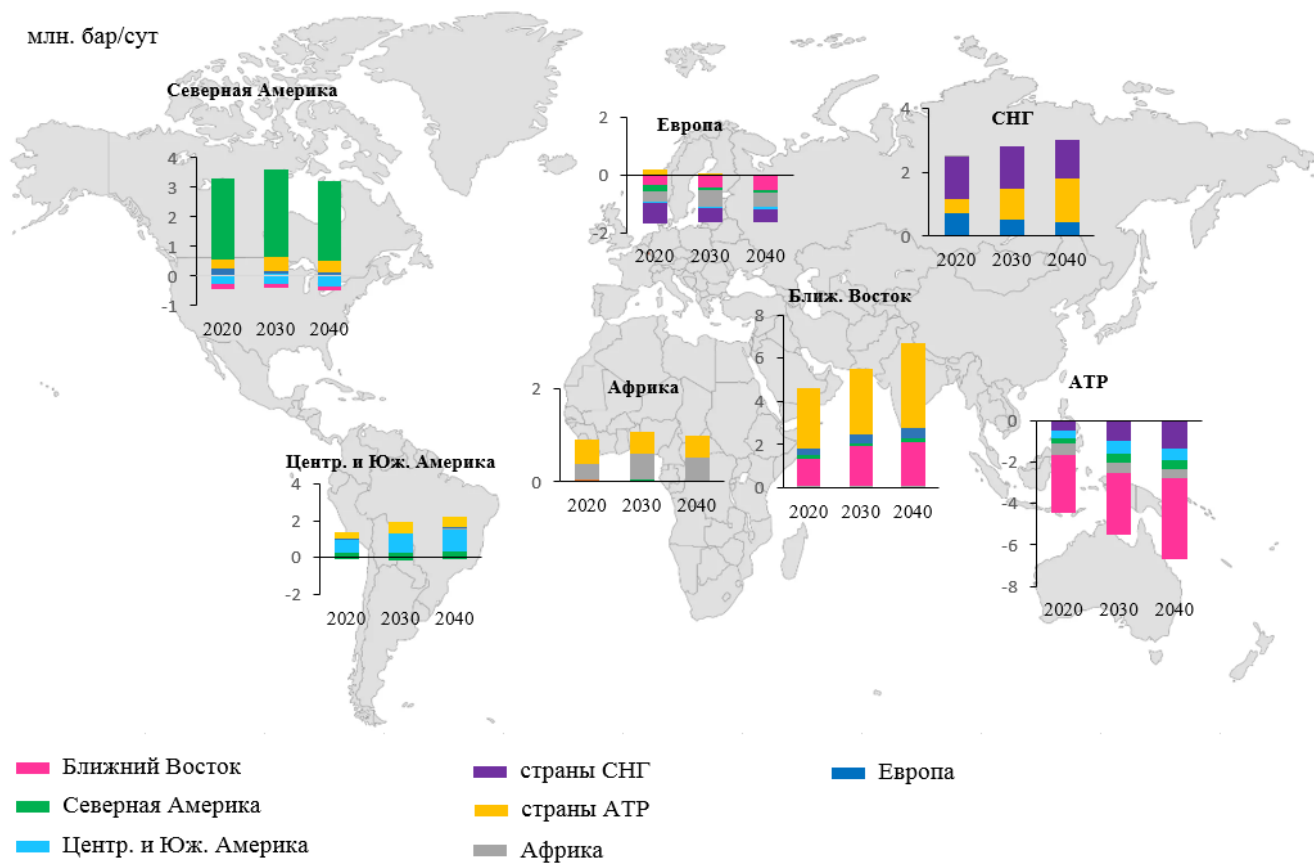 млн. бар/сут
Северная Америка
4
3
2
1
0
-1
2020 2030 2040
Европа
2
0
-2
2020 2030 2040
СНГ
4
2
0
2020 2030 2040
Ближ. Восток
8
6
4
2
0
2020 2030 2040
Африка
2
0
2020 2030 2040
АТР
0
-2
-4
-6
-8
2020 2030 2040
Центр. и Юж. Америка
4
2
0
-2
2020 2030 2040
Ближний Восток
Северная Америка
Центр. и Юж. Америка
страны СНГ
страны АТР
Африка
Европа